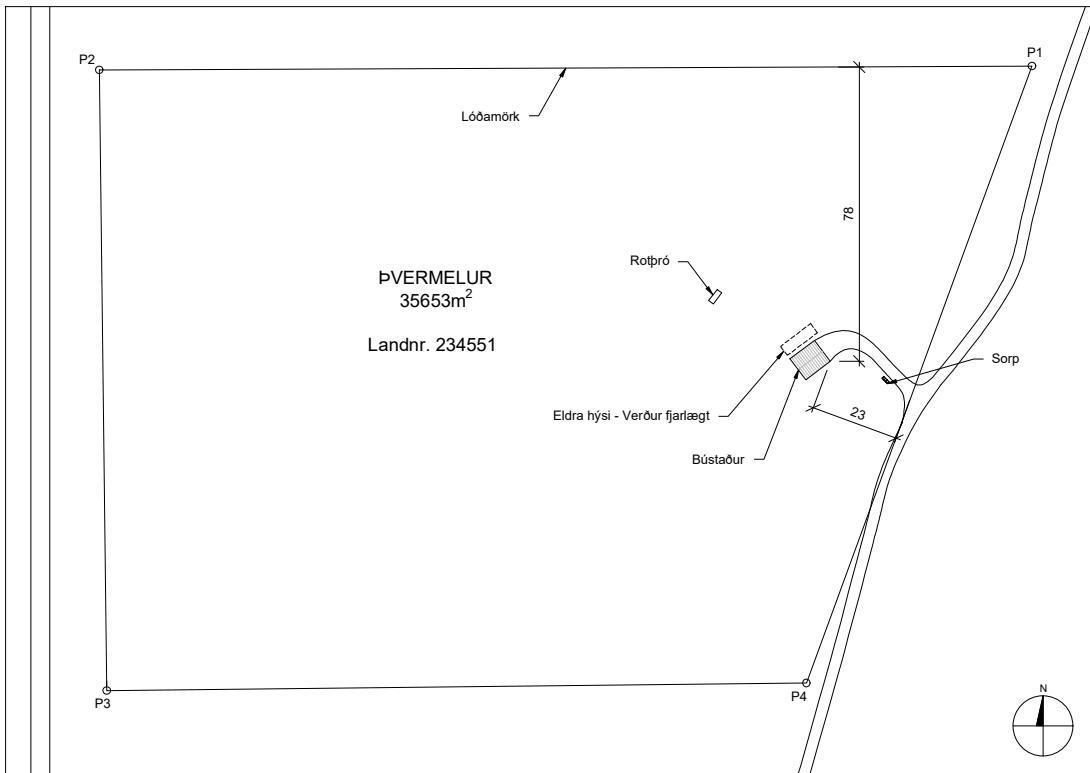 P2
P1
Lóðamörk
78
Rotþró
ÞVERMELUR
35653m²
Landnr. 234551
Sorp
Eldra hýsi - Verður fjarlægt
23
Bústaður
P3
P4
N